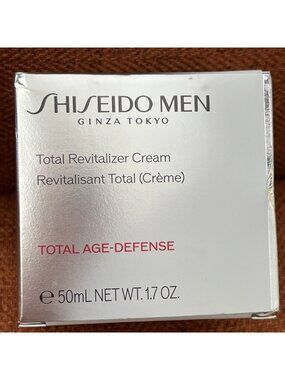 SHISEIDO MEN
GINZA TOKYO
Total Revitalizer Cream
Revitalisant Total (Crème)
TOTAL AGE-DEFENSE
℮ 50mL NET WT. 1.7 OZ.